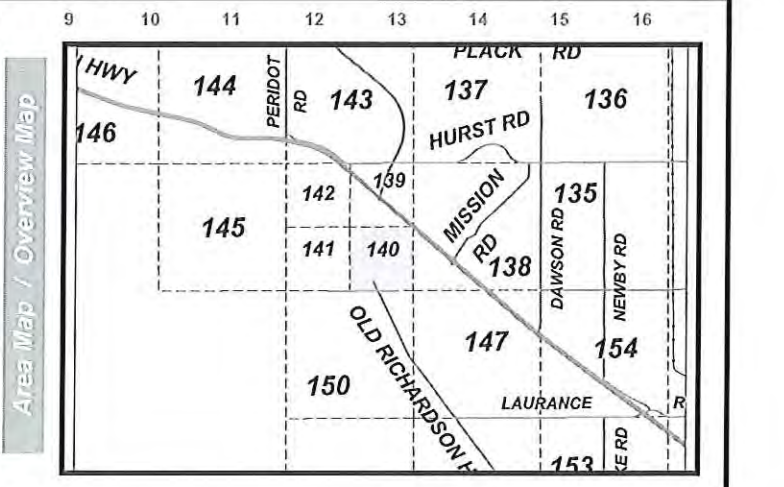 9 10 11 12 13 14 15 16
Area Map / Overview Map
HWY
144
PERIDOT
RD
143
PLACK RD
137
136
146
HURST RD
139
142
135
MISSION
RD
145
141
140
138
DAWSON RD
NEWBY RD
OLD RICHARDSON H
147
154
150
LAURANCE R
153
KE RD